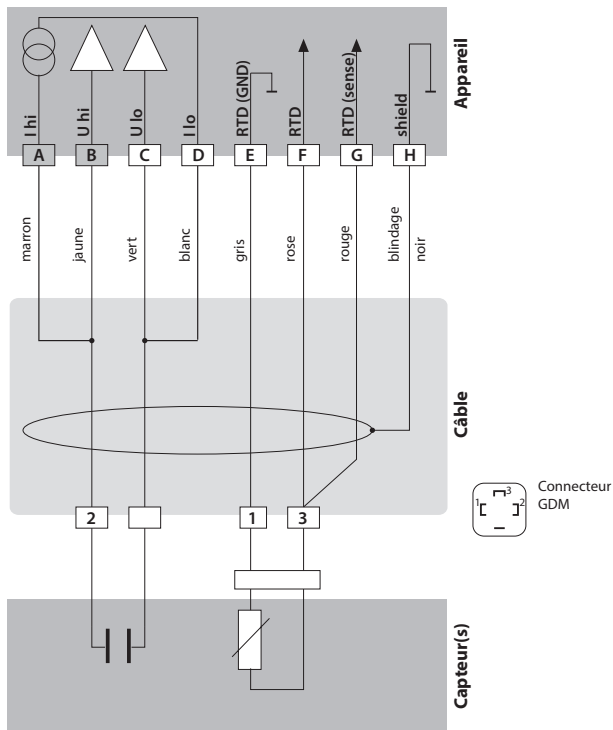 Appareil
I hi
U hi
U lo
I lo
RTD (GND)
RTD
RTD (sense)
shield
A
B
C
D
E
F
G
H
marron
jaune
vert
blanc
gris
rose
rouge
blindage
noir
Câble
2
1
3
1
3
2
Connecteur
GDM
Capteur(s)